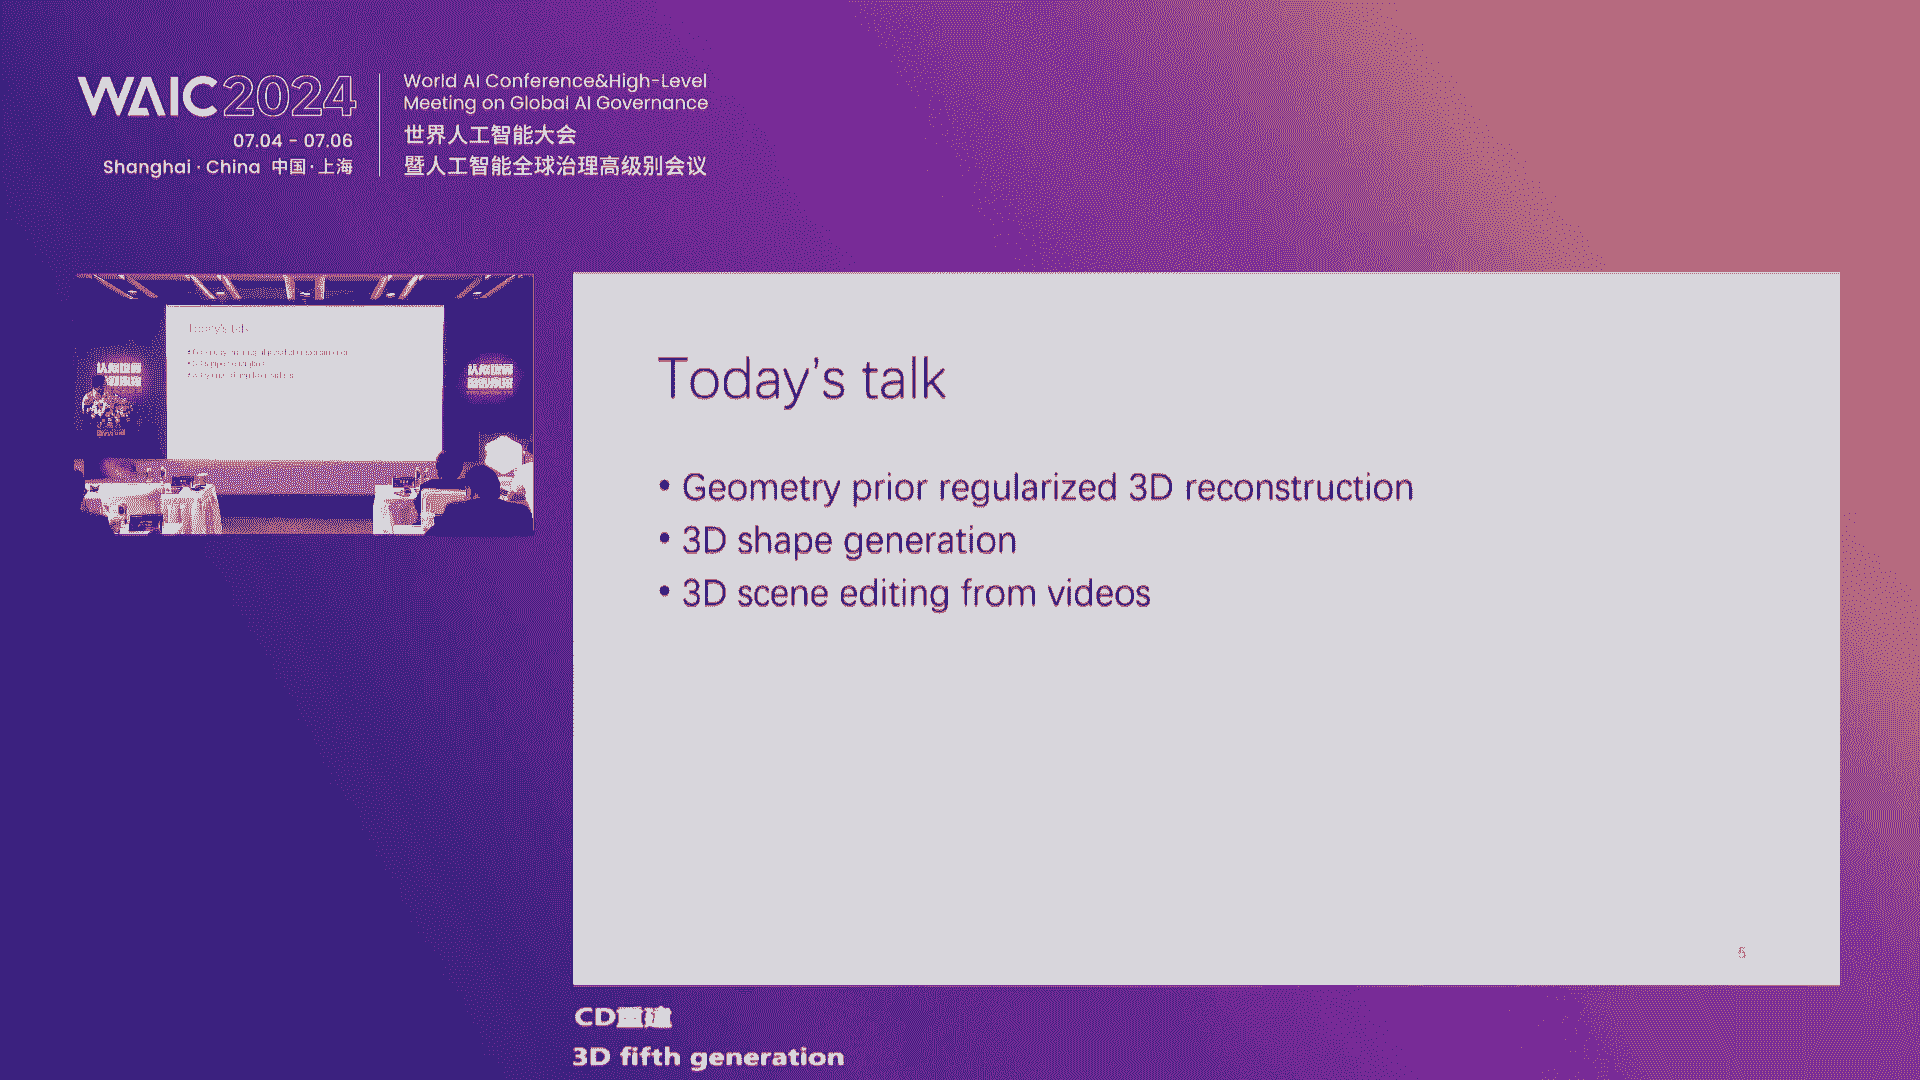 WAIC 2024
07.04 - 07.06
Shanghai · China 中国·上海
World AI Conference&High-Level
Meeting on Global AI Governance
世界人工智能大会
暨人工智能全球治理高级别会议
Today's talk
Today's talk
• Geometry prior regularized 3D reconstruction
• 3D shape generation
• 3D scene editing from videos
5
CD重建
3D fifth generation